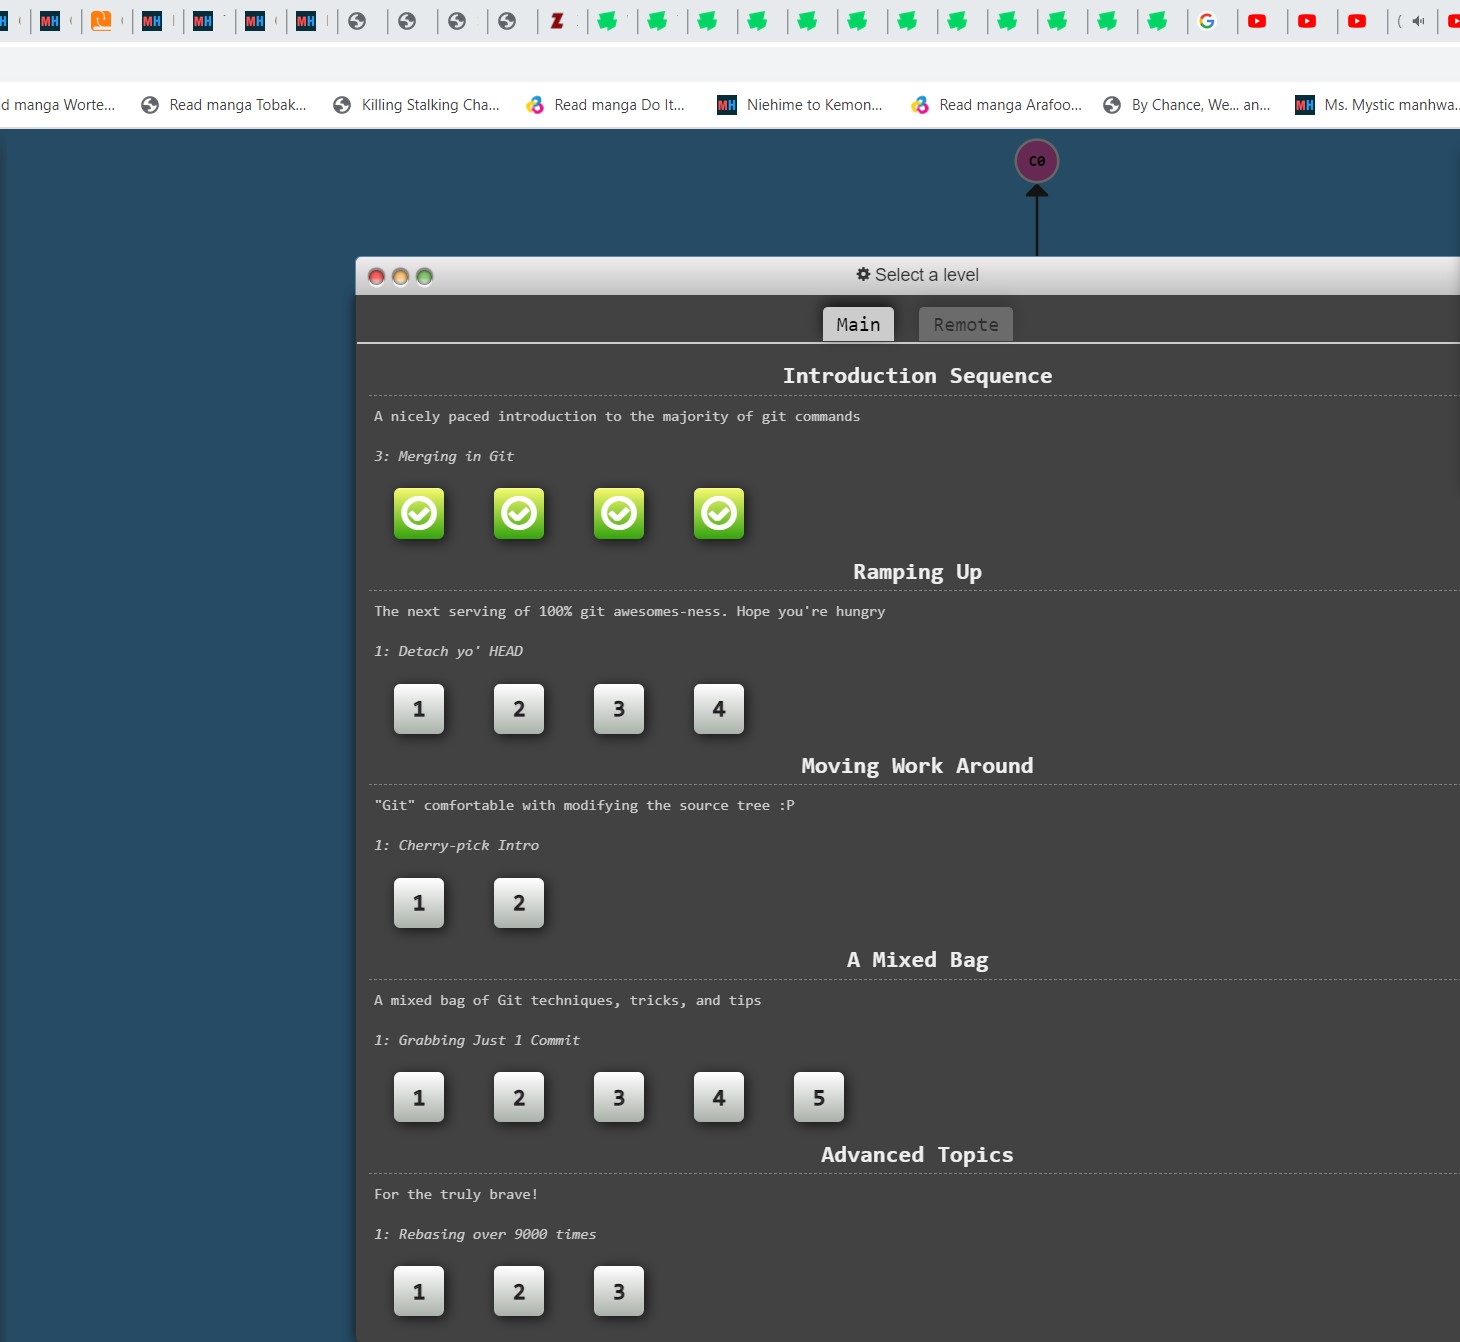 d manga Worte...
Read manga Tobak...
Killing Stalking Cha...
Read manga Do It...
Niehime to Kemon...
Read manga Arafoo...
By Chance, We... an...
Ms. Mystic manhwa...
C0
Select a level
Main
Remote
Introduction Sequence
A nicely paced introduction to the majority of git commands
3: Merging in Git
Ramping Up
The next serving of 100% git awesomes-ness. Hope you're hungry
1: Detach yo' HEAD
1 2 3 4
Moving Work Around
"Git" comfortable with modifying the source tree :P
1: Cherry-pick Intro
1 2
A Mixed Bag
A mixed bag of Git techniques, tricks, and tips
1: Grabbing Just 1 Commit
1 2 3 4 5
Advanced Topics
For the truly brave!
1: Rebasing over 9000 times
1 2 3